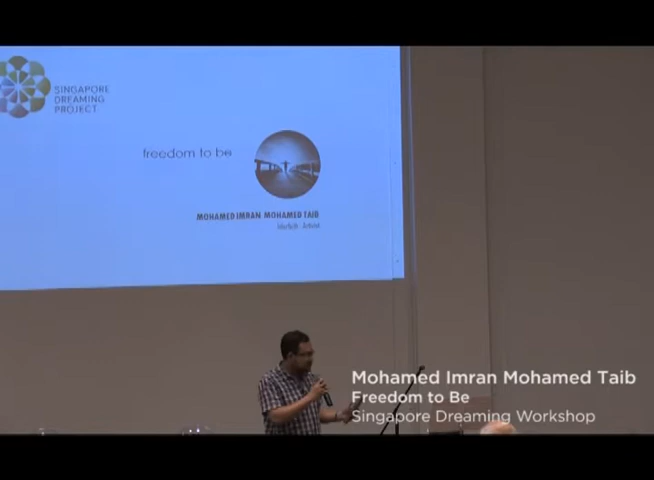 SINGAPORE
DREAMING
PROJECT
freedom to be
MOHAMED IMRAN MOHAMED TAIB
Mohamed Imran Mohamed Taib
Freedom to Be
Singapore Dreaming Workshop